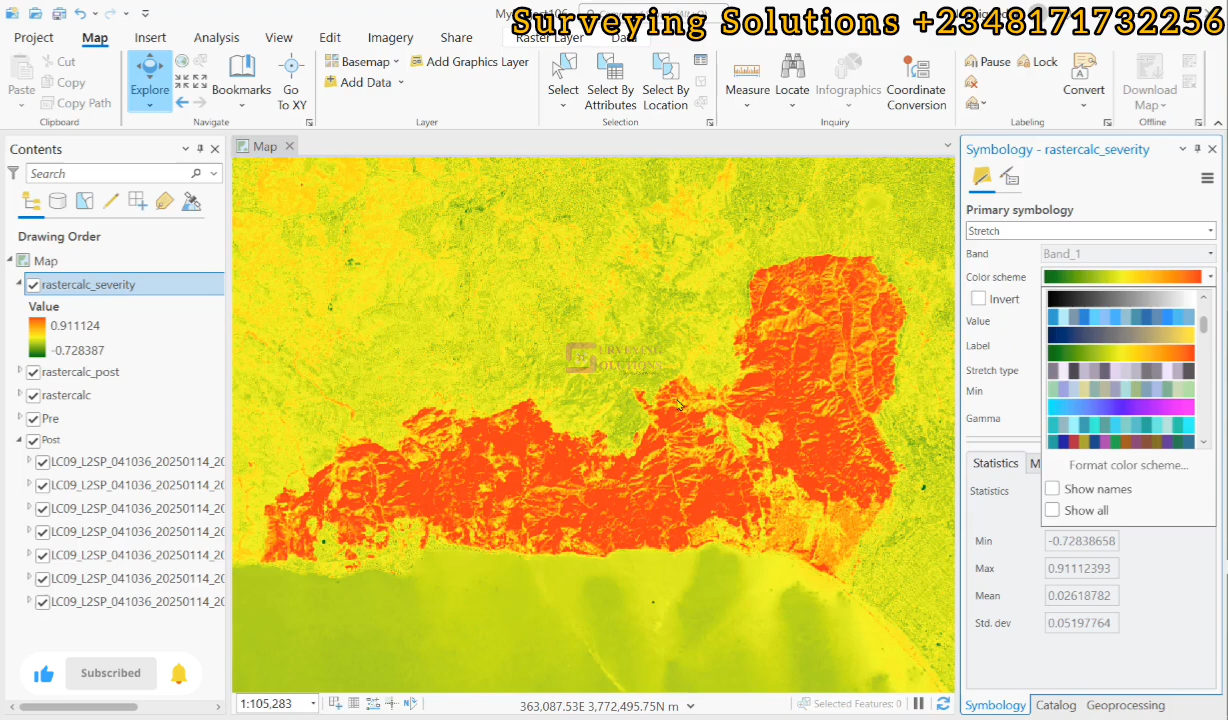 Surveying Solutions +2348171732256
Project
Map
Insert
Analysis
View
Edit
Imagery
Share
Raster Layer
Data
Paste
Cut
Copy
Copy Path
Clipboard
Explore
Bookmarks
Go To XY
Navigate
Basemap
Add Data
Add Graphics Layer
Layer
Select
Select By Attributes
Select By Location
Selection
Measure
Locate
Infographics
Coordinate Conversion
Inquiry
Pause
Lock
Convert
Labeling
Download Map
Offline
Contents
Search
Drawing Order
Map
rastercalc_severity
Value
0.911124
-0.728387
rastercalc_post
rastercalc
Pre
Post
LC09_L2SP_041036_20250114_20
LC09_L2SP_041036_20250114_20
LC09_L2SP_041036_20250114_20
LC09_L2SP_041036_20250114_20
LC09_L2SP_041036_20250114_20
LC09_L2SP_041036_20250114_20
LC09_L2SP_041036_20250114_20
Subscribed
Map
SURVEYING
SOLUTIONS
1:105,283
363,087.53E 3,772,495.75N m
Selected Features: 0
Symbology - rastercalc_severity
Primary symbology
Stretch
Band
Band_1
Color scheme
Invert
Value
Label
Stretch type
Min
Gamma
Format color scheme...
Show names
Show all
Statistics
Statistics
Min
-0.72838658
Max
0.91112393
Mean
0.02618782
Std. dev
0.05197764
Symbology
Catalog
Geoprocessing